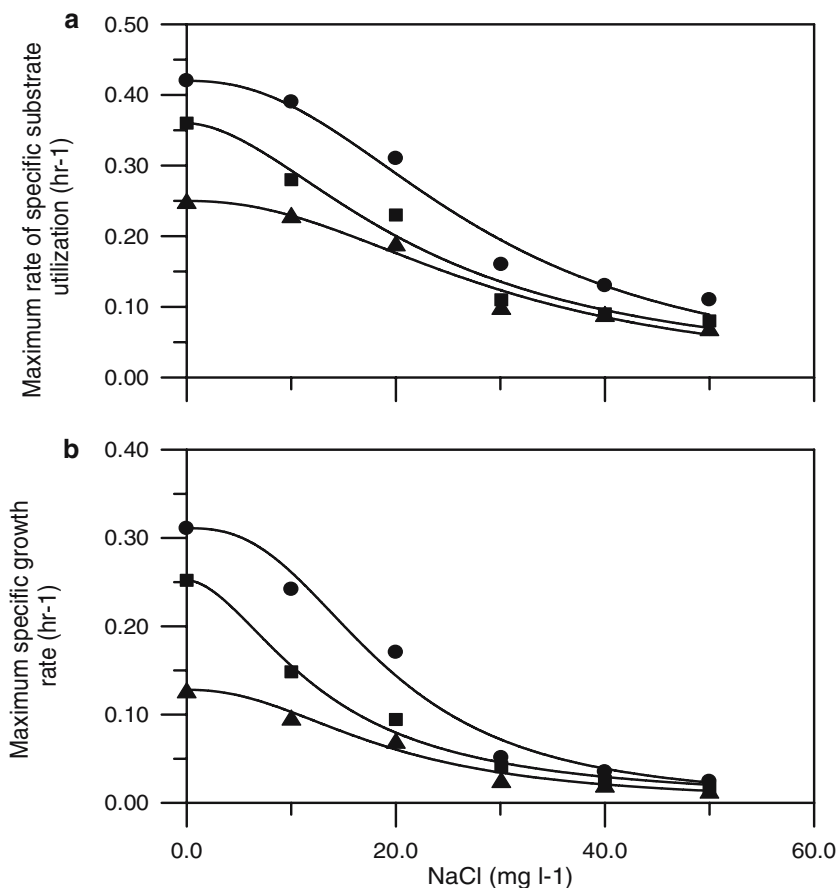 a
0.50
0.40
0.30
0.20
0.10
0.00
Maximum rate of specific substrate
utilization (hr-1)
b
0.40
0.30
0.20
0.10
0.00
Maximum specific growth
rate (hr-1)
0.0 20.0 40.0 60.0
NaCl (mg l-1)